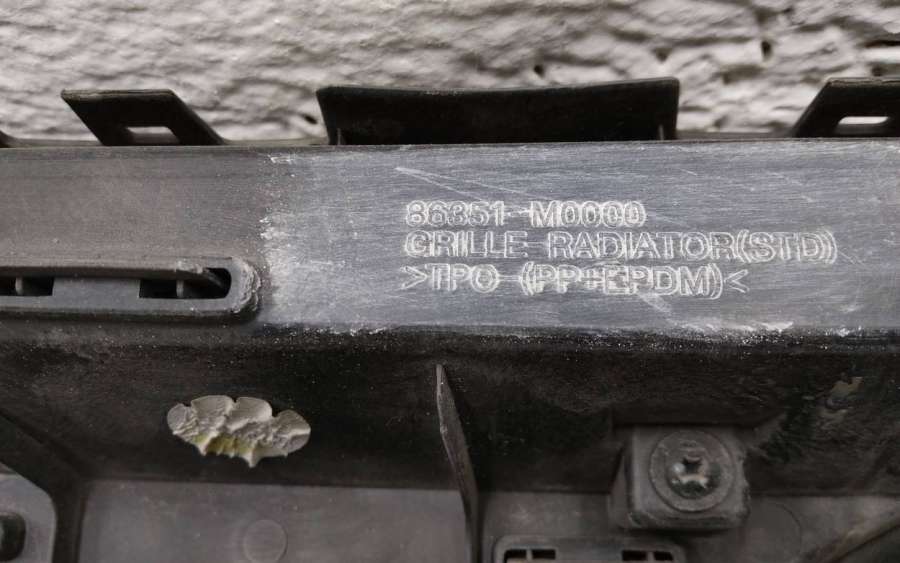 86351-M0000
GRILLE RADIATOR(STD)
>TPO (PP+EPDM)<